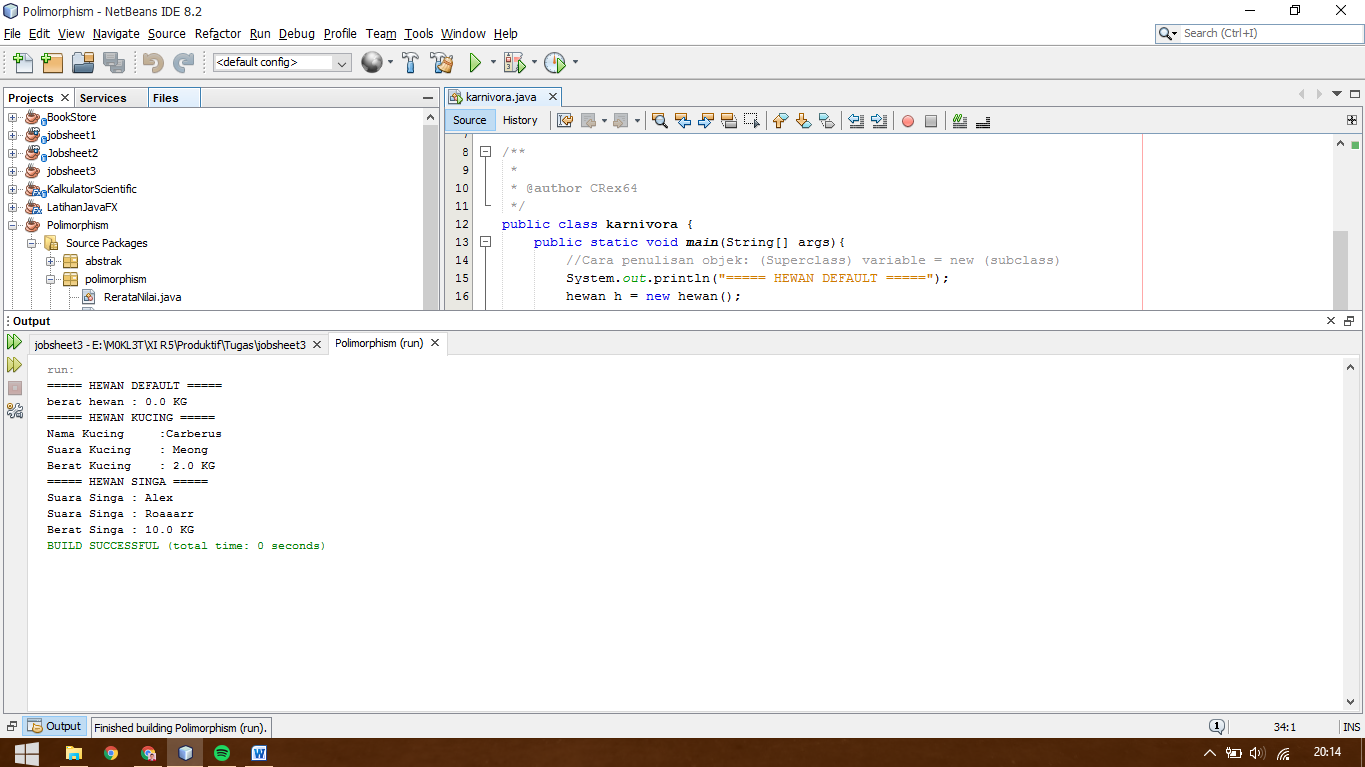 Polimorphism - NetBeans IDE 8.2
File Edit View Navigate Source Refactor Run Debug Profile Team Tools Window Help
Search (Ctrl+I)
<default config>
Projects Services Files
karnivora.java
Source History
BookStore
jobsheet1
Jobsheet2
jobsheet3
KalkulatorScientific
LatihanJavaFX
Polimorphism
Source Packages
abstrak
polimorphism
RerataNilai.java
7
8 /**
9 *
10 * @author CRex64
11 */
12 public class karnivora {
13 public static void main(String[] args){
14 //Cara penulisan objek: (Superclass) variable = new (subclass)
15 System.out.println("===== HEWAN DEFAULT =====");
16 hewan h = new hewan();
Output
jobsheet3 - E:\M0KL3T\XI R5\Produktif\Tugas\jobsheet3 Polimorphism (run)
run:
===== HEWAN DEFAULT =====
berat hewan : 0.0 KG
===== HEWAN KUCING =====
Nama Kucing     :Carberus
Suara Kucing    : Meong
Berat Kucing    : 2.0 KG
===== HEWAN SINGA =====
Suara Singa : Alex
Suara Singa : Roaaarr
Berat Singa : 10.0 KG
BUILD SUCCESSFUL (total time: 0 seconds)
Output Finished building Polimorphism (run). 1 34:1 INS
20:14